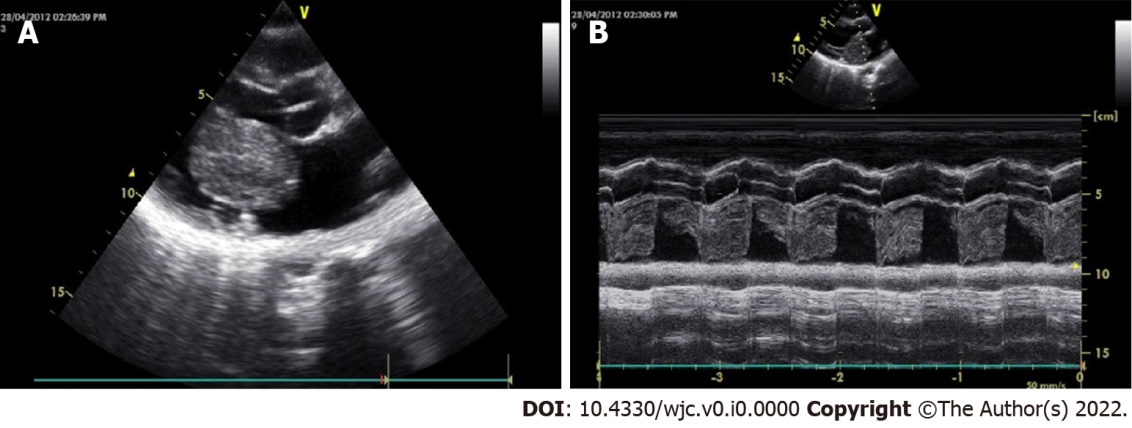 28/04/2012 02:26:39 PM
3
A
V
5
10
15
28/04/2012 02:30:05 PM
9
B
V
5
10
15
[cm]
5
10
15
-3
-2
-1
0
50 mm/s
DOI: 10.4330/wjc.v0.i0.0000 Copyright ©The Author(s) 2022.